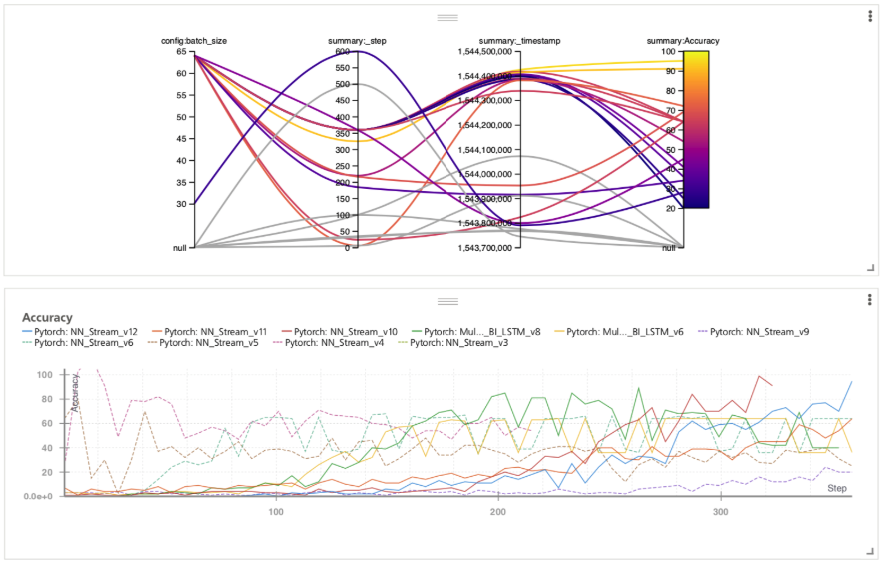 config:batch_size summary:_step summary:_timestamp summary:Accuracy
65 600 1,544,500,000 100
60 550 1,544,400,000 90
55 500 1,544,300,000 80
50 450 1,544,200,000 70
45 400 1,544,100,000 60
40 350 1,544,000,000 50
35 300 1,543,900,000 40
30 250 1,543,800,000 30
null 200 1,543,700,000 20
150 null
100
50
0
Accuracy
Pytorch: NN_Stream_v12 Pytorch: NN_Stream_v11 Pytorch: NN_Stream_v10 Pytorch: Mul..._BI_LSTM_v8 Pytorch: Mul..._BI_LSTM_v6 Pytorch: NN_Stream_v9
Pytorch: NN_Stream_v6 Pytorch: NN_Stream_v5 Pytorch: NN_Stream_v4 Pytorch: NN_Stream_v3
Accuracy
100
80
60
40
20
0.0e+0
Step
100 200 300